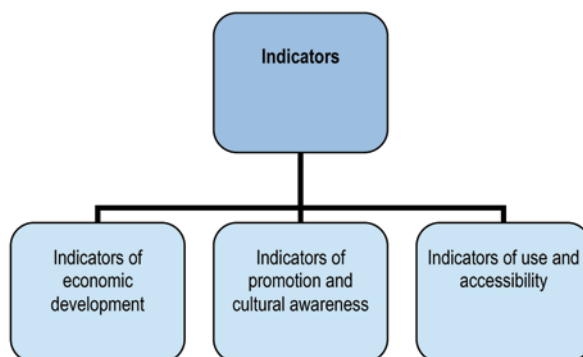 Indicators
Indicators of
economic
development
Indicators of
promotion and
cultural awareness
Indicators of use and
accessibility